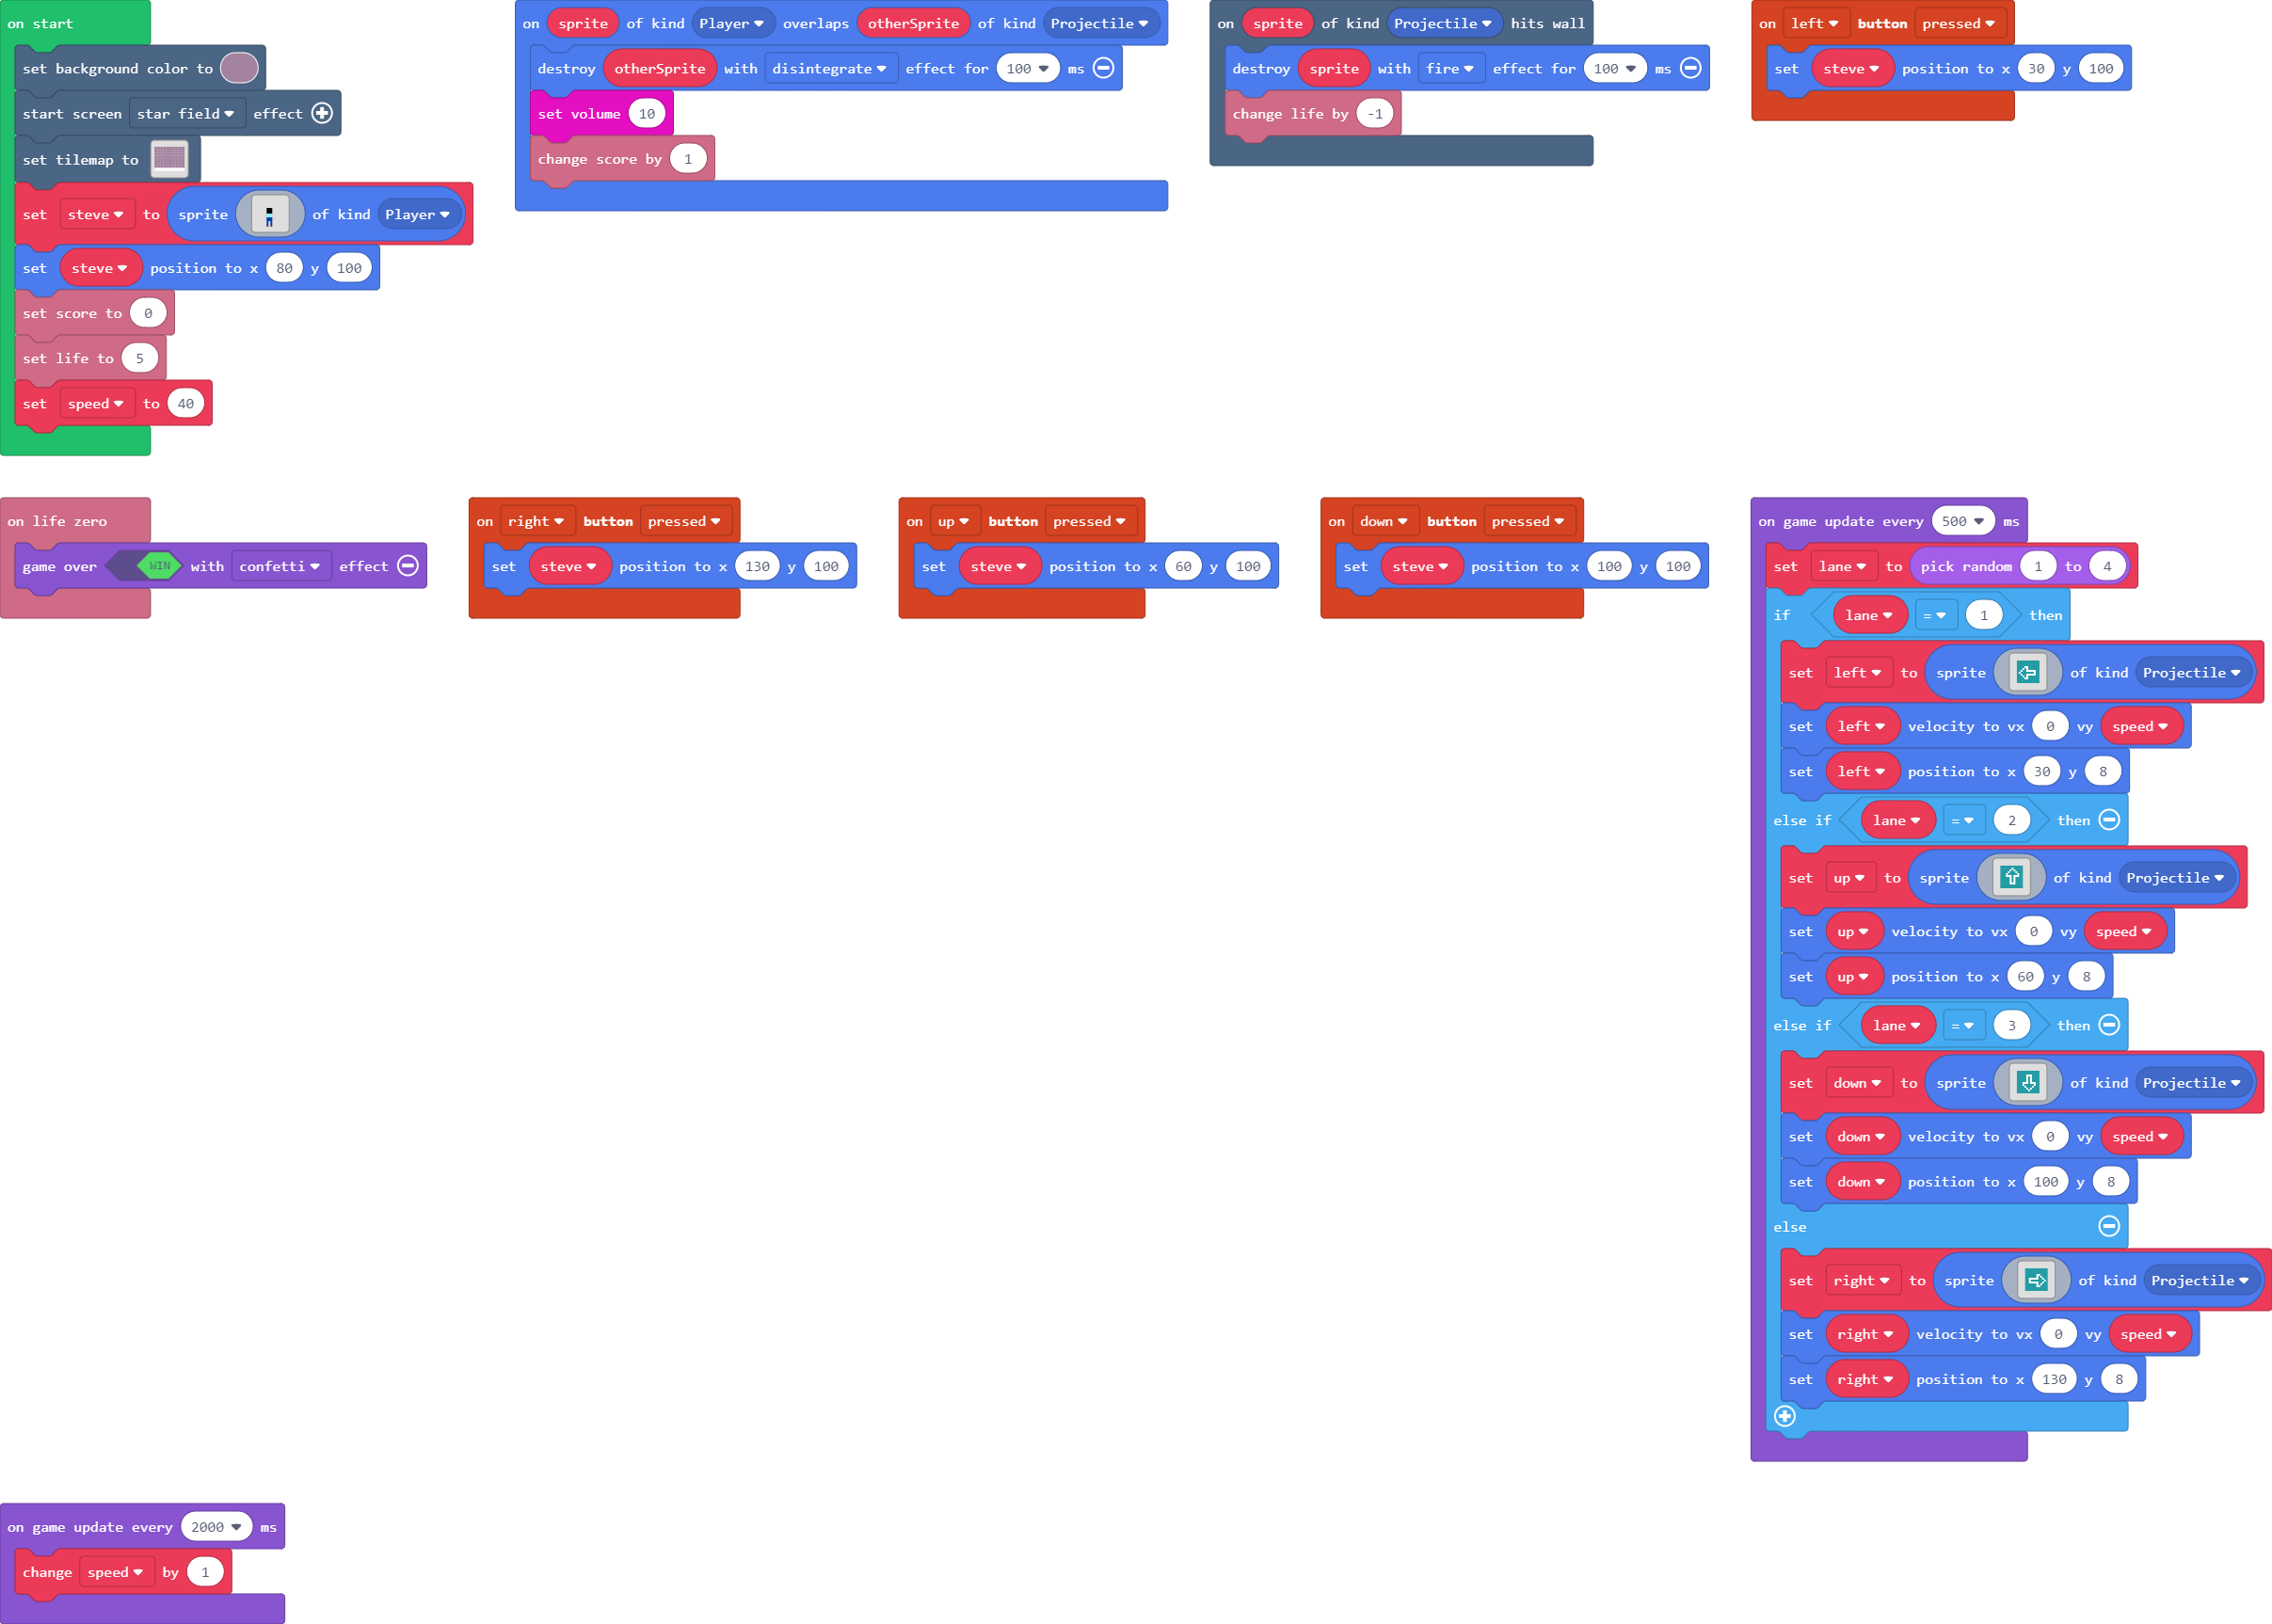 on start
set background color to
start screen star field effect
set tilemap to
set steve to sprite of kind Player
set steve position to x 80 y 100
set score to 0
set life to 5
set speed to 40
on sprite of kind Player overlaps otherSprite of kind Projectile
destroy otherSprite with disintegrate effect for 100 ms
set volume 10
change score by 1
on sprite of kind Projectile hits wall
destroy sprite with fire effect for 100 ms
change life by -1
on left button pressed
set steve position to x 30 y 100
on life zero
game over WIN with confetti effect
on right button pressed
set steve position to x 130 y 100
on up button pressed
set steve position to x 60 y 100
on down button pressed
set steve position to x 100 y 100
on game update every 500 ms
set lane to pick random 1 to 4
if lane = 1 then
set left to sprite of kind Projectile
set left velocity to vx 0 vy speed
set left position to x 30 y 8
else if lane = 2 then
set up to sprite of kind Projectile
set up velocity to vx 0 vy speed
set up position to x 60 y 8
else if lane = 3 then
set down to sprite of kind Projectile
set down velocity to vx 0 vy speed
set down position to x 100 y 8
else
set right to sprite of kind Projectile
set right velocity to vx 0 vy speed
set right position to x 130 y 8
on game update every 2000 ms
change speed by 1